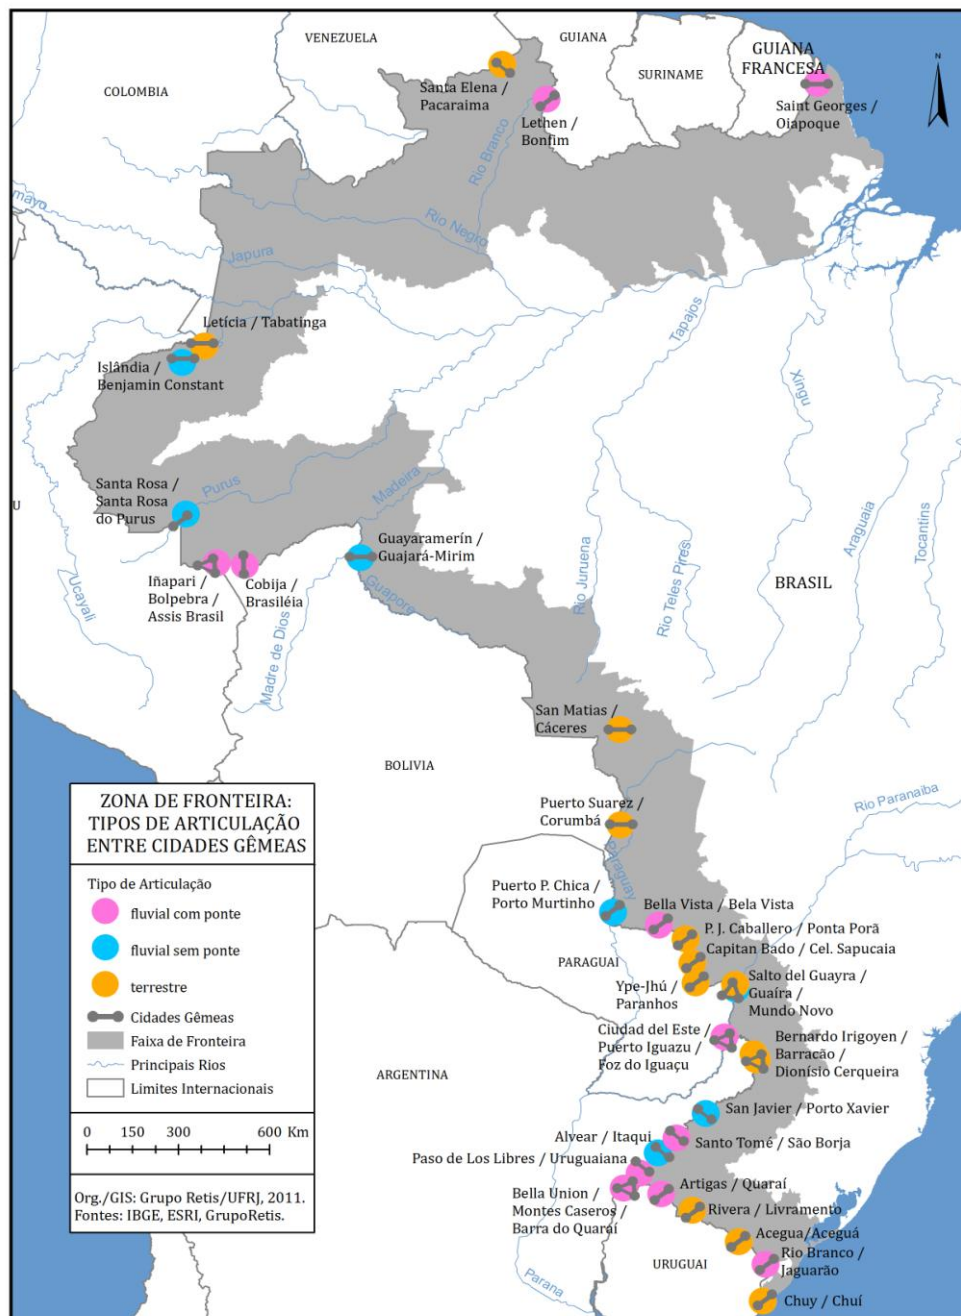 VENEZUELA
GUIANA
GUIANA
FRANCESA
SURINAME
COLOMBIA
Santa Elena /
Pacaraima
Lethen /
Bonfim
Saint Georges /
Oiapoque
Rio Branco
mayo
Rio Negro
Japura
Letícia / Tabatinga
Islândia /
Benjamin Constant
Tapajos
Xingu
Santa Rosa /
Santa Rosa
do Purus
Purus
Madeira
U
Guayaramerín /
Guajará-Mirim
Iñapari /
Bolpebra /
Assis Brasil
Cobija /
Brasiléia
Ucayali
Madre de Dios
Guapore
Rio Juruena
Rio Teles Pires
Araguaia
Tocantins
BRASIL
San Matias /
Cáceres
BOLIVIA
Puerto Suarez /
Corumbá
Rio Paranaiba
Paraguay
Puerto P. Chica /
Porto Murtinho
Bella Vista / Bela Vista
P. J. Caballero / Ponta Porã
Capitan Bado / Cel. Sapucaia
PARAGUAI
Ype-Jhú /
Paranhos
Salto del Guayra /
Guaíra /
Mundo Novo
Ciudad del Este /
Puerto Iguazu /
Foz do Iguaçu
Bernardo Irigoyen /
Barracão /
Dionísio Cerqueira
ARGENTINA
San Javier / Porto Xavier
Alvear / Itaqui
Santo Tomé / São Borja
Paso de Los Libres / Uruguaiana
Bella Union /
Montes Caseros /
Barra do Quaraí
Artigas / Quaraí
Rivera / Livramento
Acegua/Aceguá
Rio Branco /
Jaguarão
URUGUAI
Parana
Chuy / Chuí
N
ZONA DE FRONTEIRA:
TIPOS DE ARTICULAÇÃO
ENTRE CIDADES GÊMEAS
Tipo de Articulação
fluvial com ponte
fluvial sem ponte
terrestre
Cidades Gêmeas
Faixa de Fronteira
Principais Rios
Limites Internacionais
0 150 300 600 Km
Org./GIS: Grupo Retis/UFRJ, 2011.
Fontes: IBGE, ESRI, GrupoRetis.